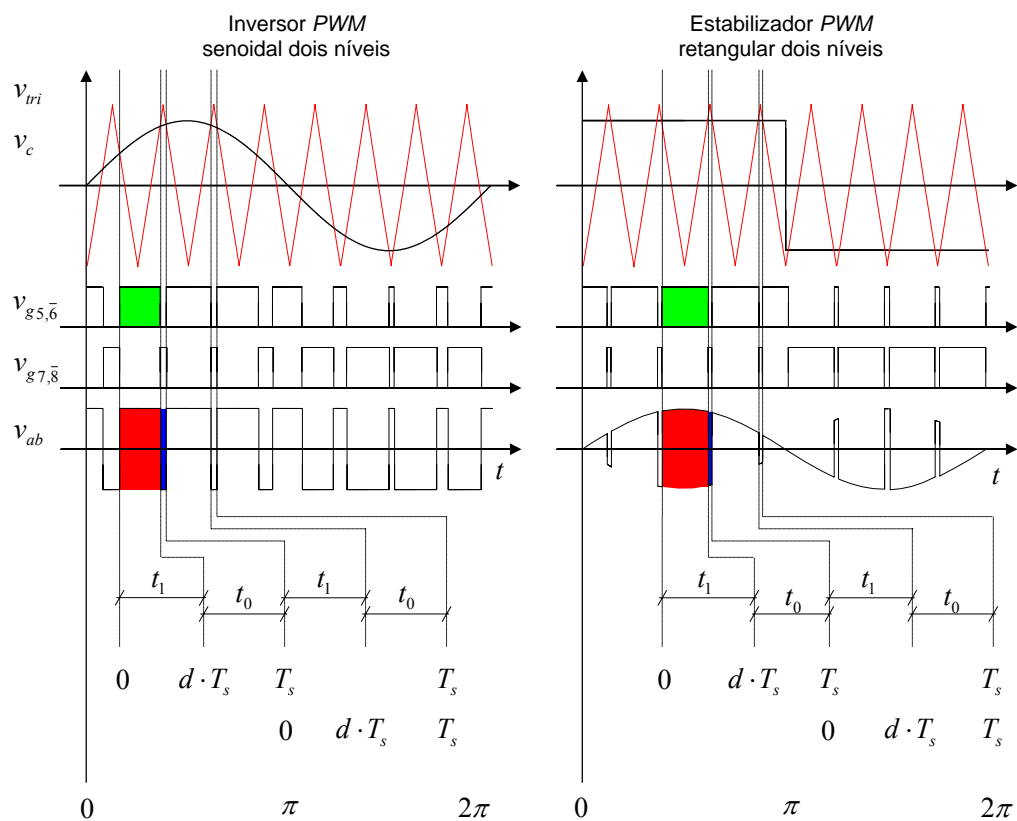 Inversor PWM
senoidal dois níveis
Estabilizador PWM
retangular dois níveis
v_tri
v_c
v_g5,6̅
v_g7,8̅
v_ab
t
t
t_1 t_0 t_1 t_0
t_1 t_0 t_1 t_0
0 d · T_s T_s T_s
0 d · T_s T_s
0 d · T_s T_s T_s
0 d · T_s T_s
0 π 2π
0 π 2π